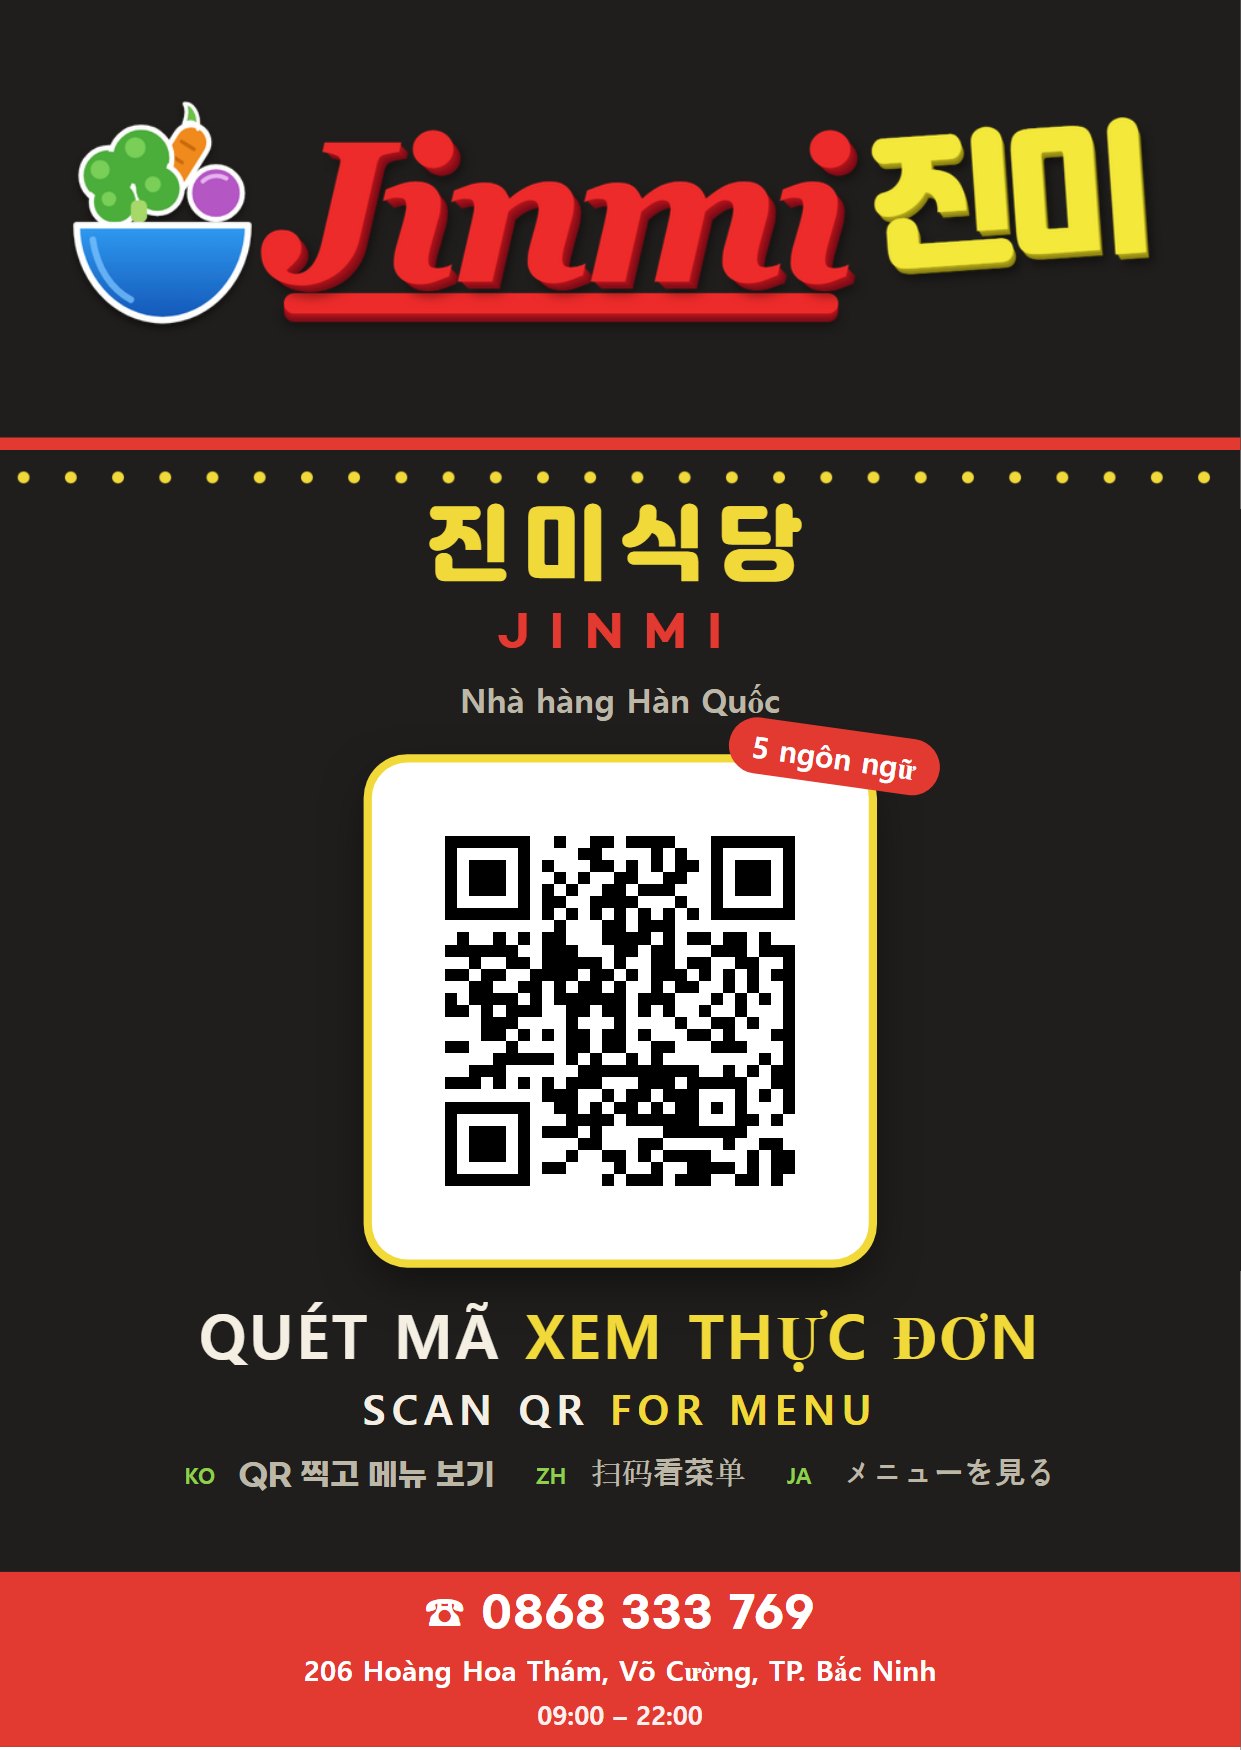 Jinmi 진미
진미식당
JINMI
Nhà hàng Hàn Quốc
5 ngôn ngữ
QUÉT MÃ XEM THỰC ĐƠN
SCAN QR FOR MENU
KO QR 찍고 메뉴 보기 ZH 扫码看菜单 JA メニューを見る
☎ 0868 333 769
206 Hoàng Hoa Thám, Võ Cường, TP. Bắc Ninh
09:00 – 22:00